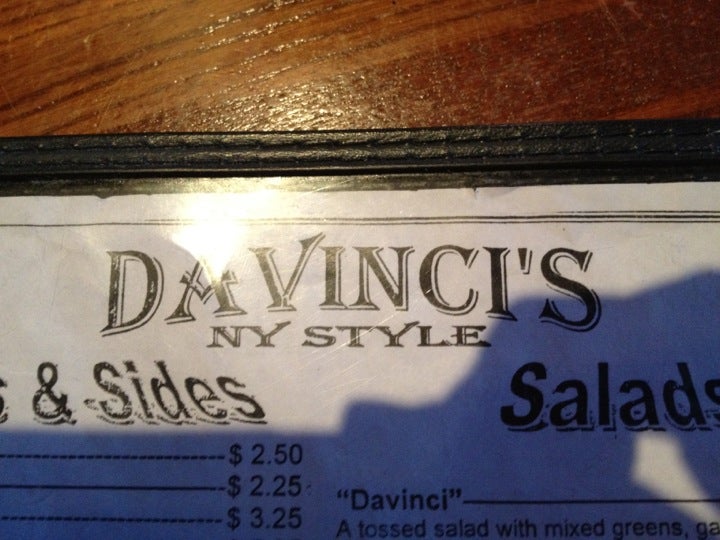 DAVINCI'S
NY STYLE
& Sides
Salads
$ 2.50
$ 2.25
$ 3.25
"Davinci"
A tossed salad with mixed greens,